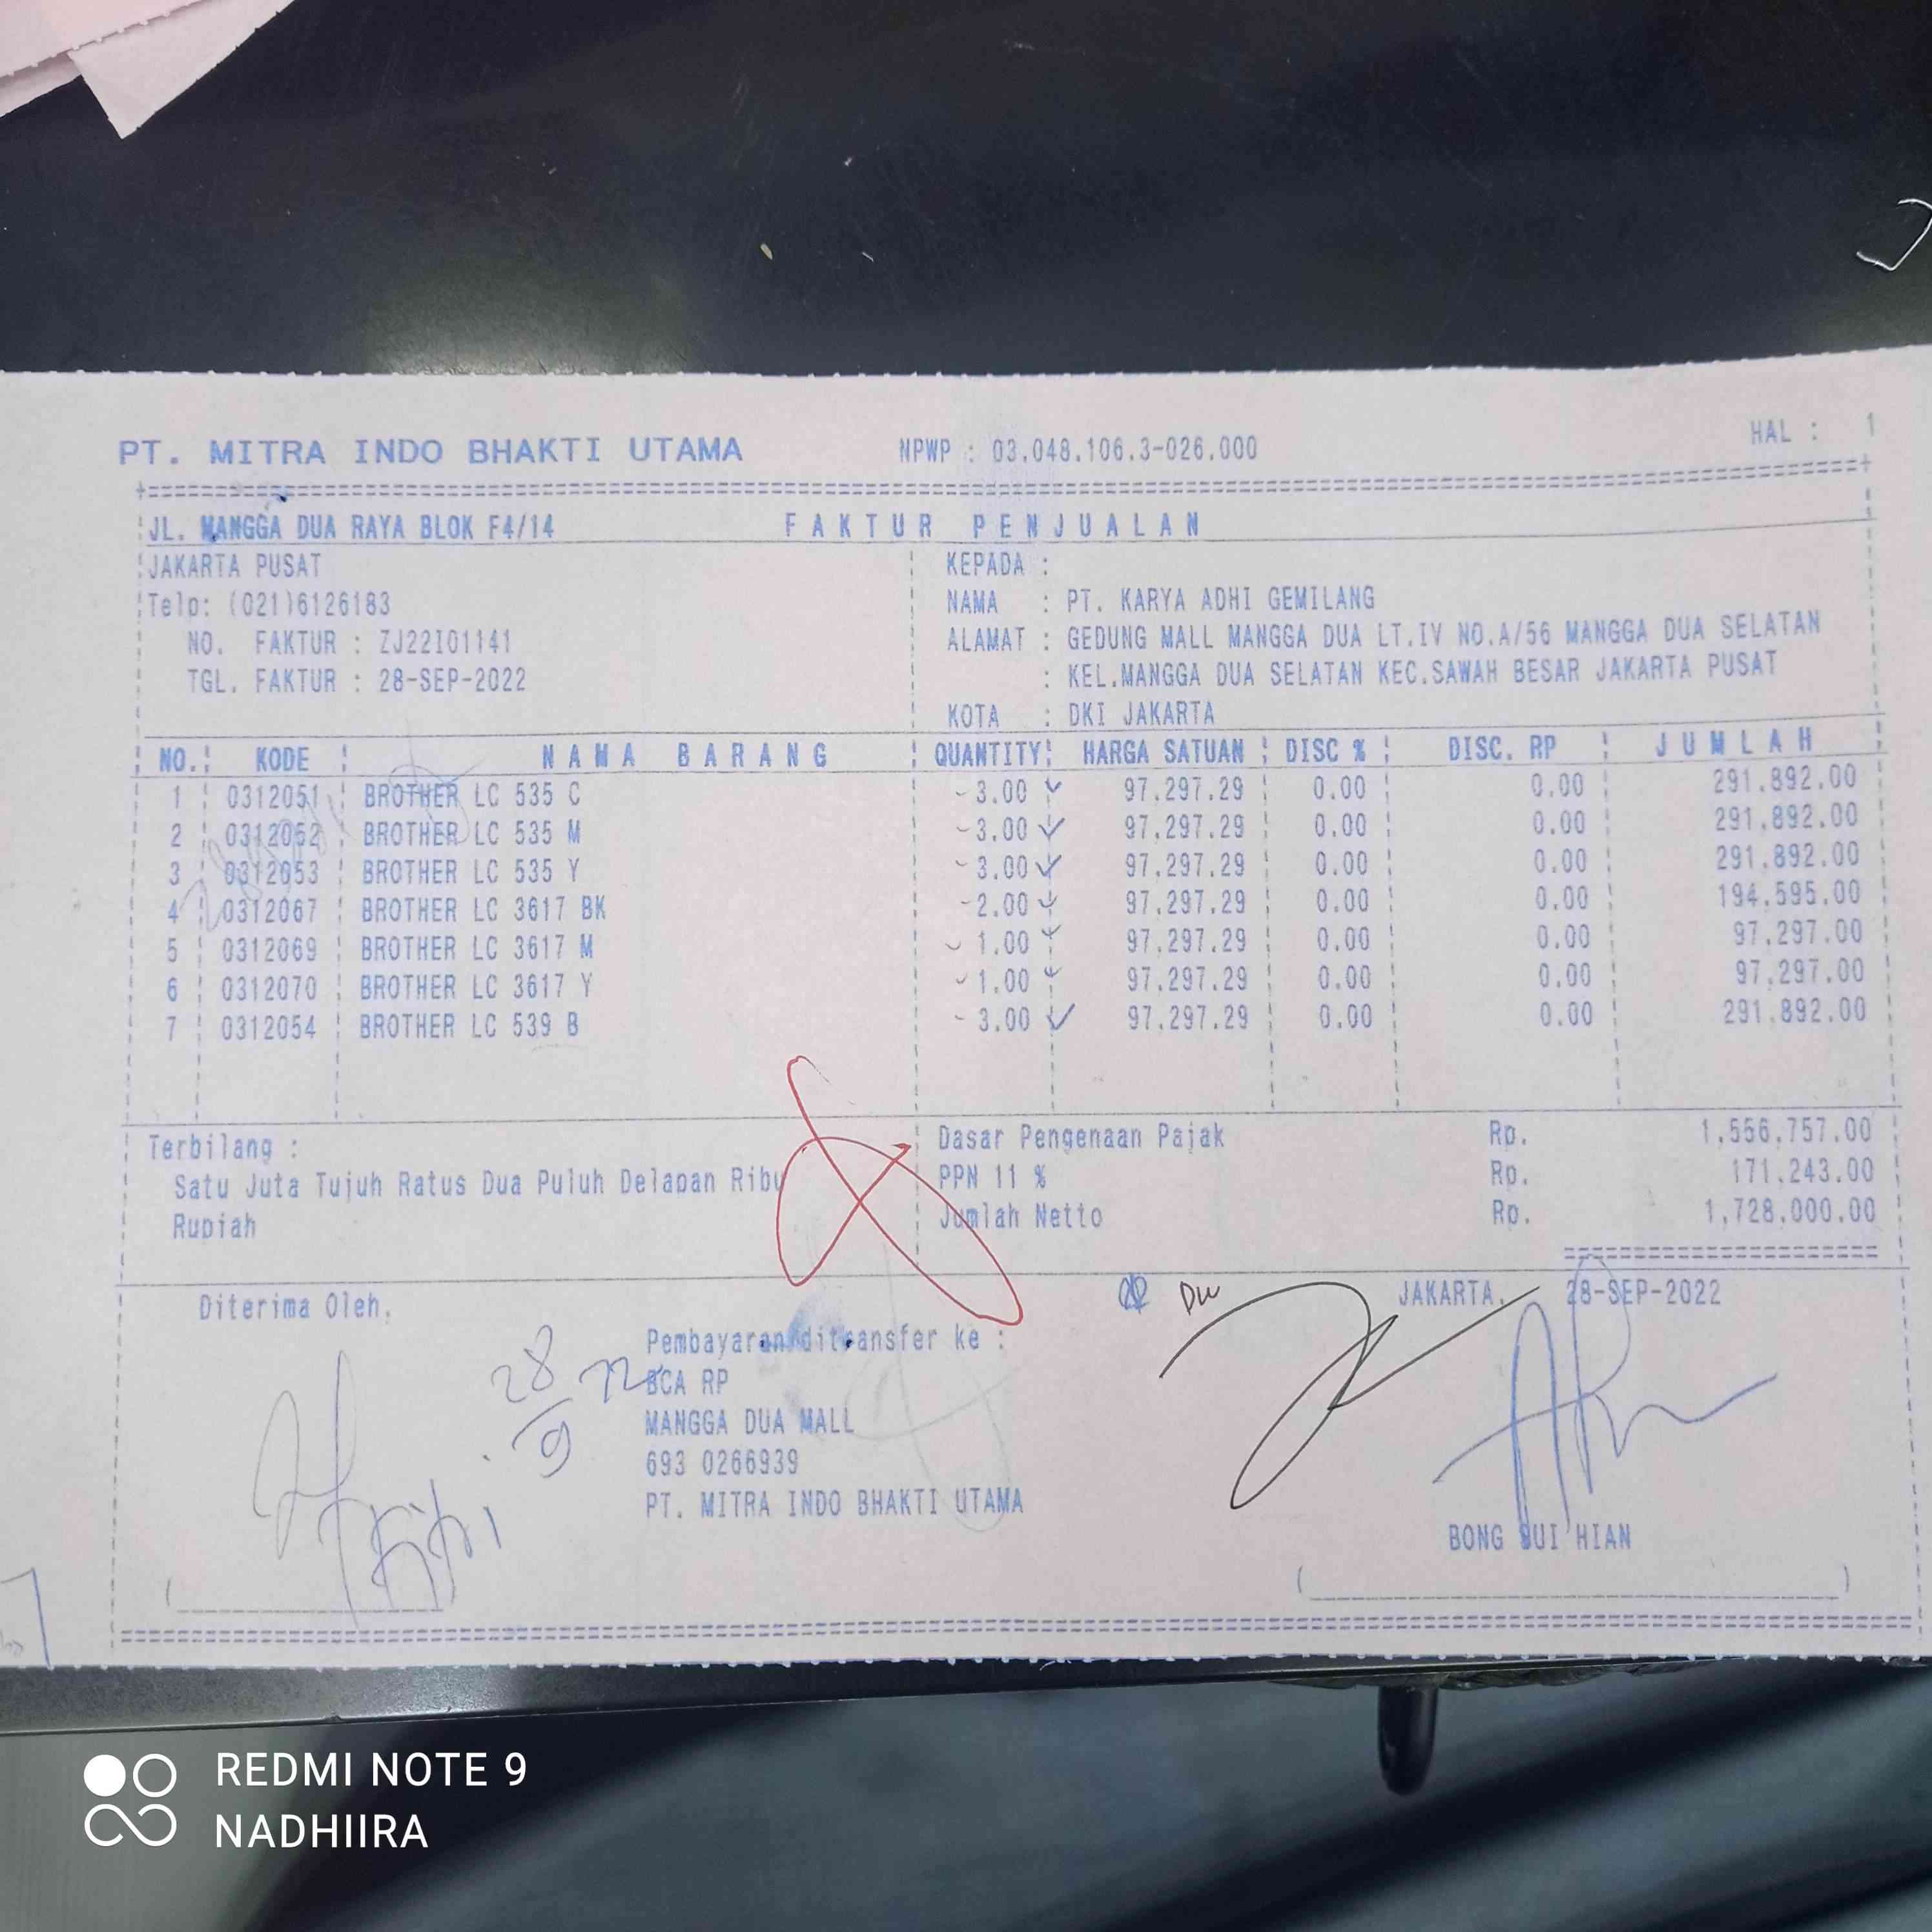 HAL : 1
PT. MITRA INDO BHAKTI UTAMA NPWP : 03.048.106.3-026.000
JL. MANGGA DUA RAYA BLOK F4/14 FAKTUR PENJUALAN
JAKARTA PUSAT KEPADA :
Telp: (021)6126183 NAMA : PT. KARYA ADHI GEMILANG
NO. FAKTUR : ZJ22I01141 ALAMAT : GEDUNG MALL MANGGA DUA LT.IV NO.A/56 MANGGA DUA SELATAN
TGL. FAKTUR : 28-SEP-2022 : KEL.MANGGA DUA SELATAN KEC.SAWAH BESAR JAKARTA PUSAT
KOTA : DKI JAKARTA
NO. KODE NAMA BARANG QUANTITY HARGA SATUAN DISC % DISC. RP JUMLAH
1 0312051 BROTHER LC 535 C 3.00 97.297.29 0.00 0.00 291.892.00
2 0312052 BROTHER LC 535 M 3.00 97.297.29 0.00 0.00 291.892.00
3 0312053 BROTHER LC 535 Y 3.00 97.297.29 0.00 0.00 291.892.00
4 0312067 BROTHER LC 3617 BK 2.00 97.297.29 0.00 0.00 194.595.00
5 0312069 BROTHER LC 3617 M 1.00 97.297.29 0.00 0.00 97.297.00
6 0312070 BROTHER LC 3617 Y 1.00 97.297.29 0.00 0.00 97.297.00
7 0312054 BROTHER LC 539 B 3.00 97.297.29 0.00 0.00 291.892.00
Terbilang : Dasar Pengenaan Pajak Rp. 1,556,757.00
Satu Juta Tujuh Ratus Dua Puluh Delapan Ribu PPN 11 % Rp. 171.243.00
Rupiah Jumlah Netto Rp. 1,728,000.00
Diterima Oleh, JAKARTA, 28-SEP-2022
Pembayaran ditransfer ke :
28/9 22
BCA RP
MANGGA DUA MALL
693 0266939
PT. MITRA INDO BHAKTI UTAMA
BONG SUI HIAN
REDMI NOTE 9
NADHIIRA